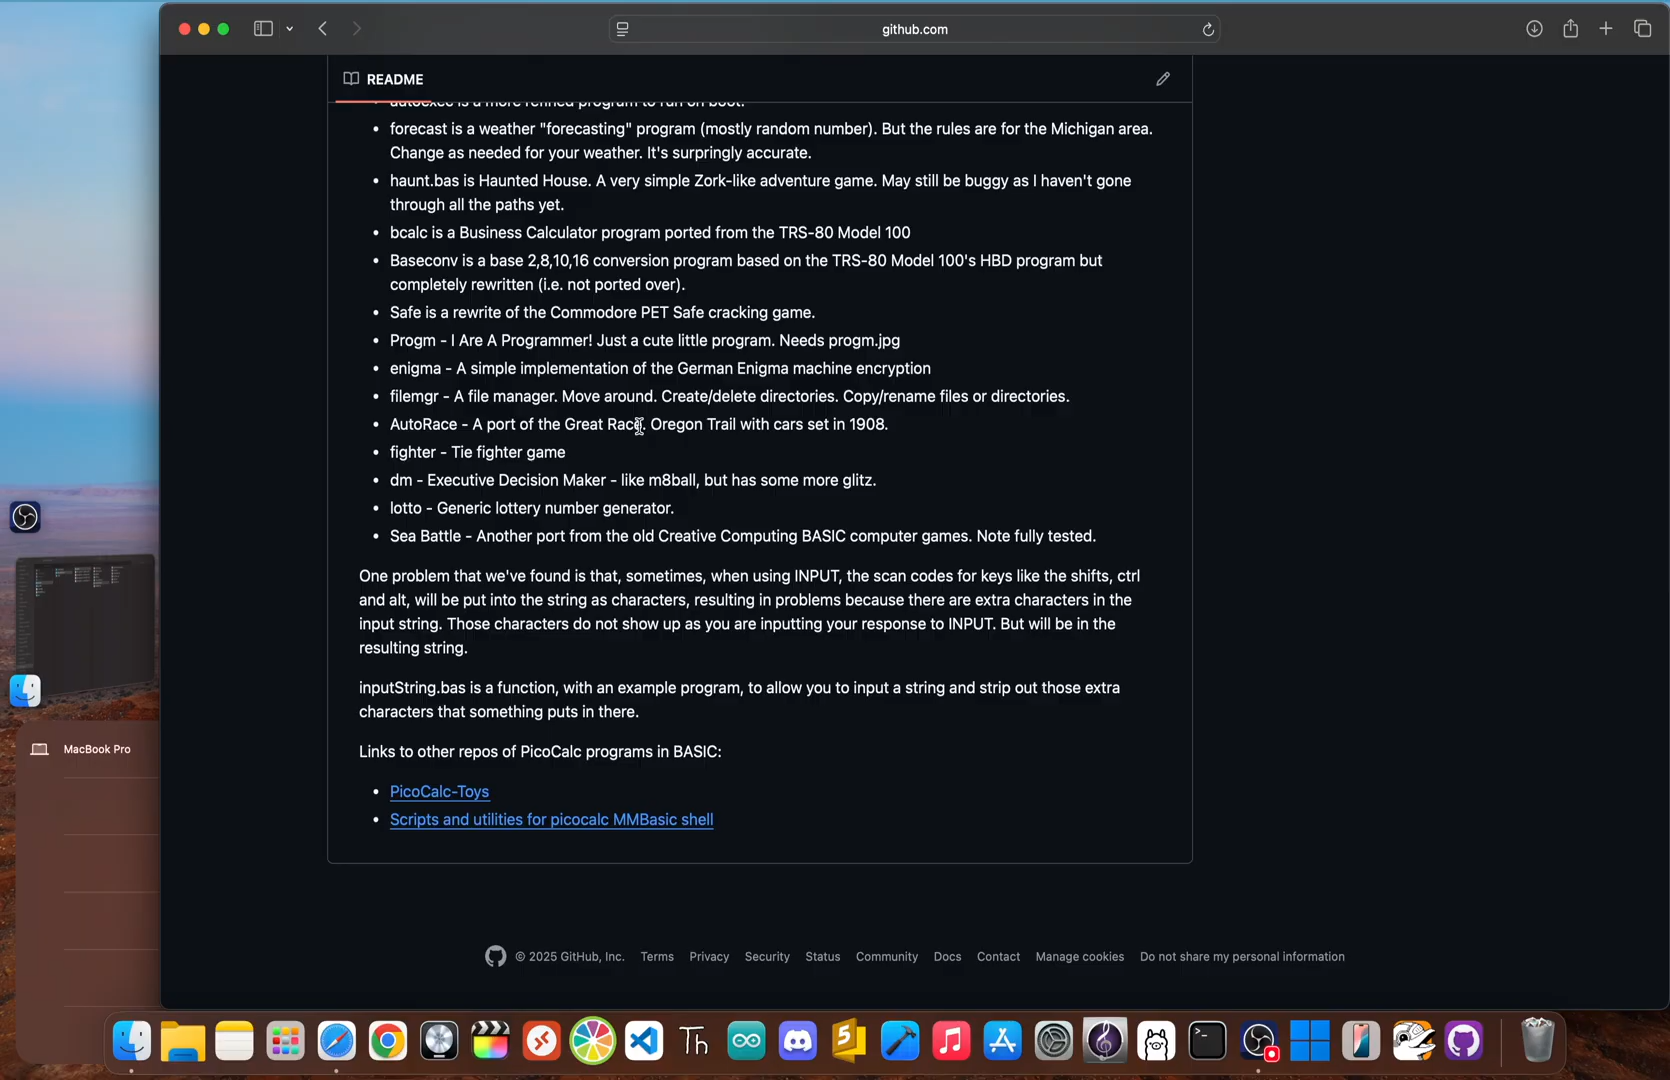 github.com
README
autoexec is a more refined program to run on boot.
forecast is a weather "forecasting" program (mostly random number). But the rules are for the Michigan area.
Change as needed for your weather. It's surpringly accurate.
haunt.bas is Haunted House. A very simple Zork-like adventure game. May still be buggy as I haven't gone
through all the paths yet.
bcalc is a Business Calculator program ported from the TRS-80 Model 100
Baseconv is a base 2,8,10,16 conversion program based on the TRS-80 Model 100's HBD program but
completely rewritten (i.e. not ported over).
Safe is a rewrite of the Commodore PET Safe cracking game.
Progm - I Are A Programmer! Just a cute little program. Needs progm.jpg
enigma - A simple implementation of the German Enigma machine encryption
filemgr - A file manager. Move around. Create/delete directories. Copy/rename files or directories.
AutoRace - A port of the Great Race. Oregon Trail with cars set in 1908.
fighter - Tie fighter game
dm - Executive Decision Maker - like m8ball, but has some more glitz.
lotto - Generic lottery number generator.
Sea Battle - Another port from the old Creative Computing BASIC computer games. Note fully tested.
One problem that we've found is that, sometimes, when using INPUT, the scan codes for keys like the shifts, ctrl
and alt, will be put into the string as characters, resulting in problems because there are extra characters in the
input string. Those characters do not show up as you are inputting your response to INPUT. But will be in the
resulting string.
inputString.bas is a function, with an example program, to allow you to input a string and strip out those extra
characters that something puts in there.
MacBook Pro
Links to other repos of PicoCalc programs in BASIC:
PicoCalc-Toys
Scripts and utilities for picocalc MMBasic shell
© 2025 GitHub, Inc. Terms Privacy Security Status Community Docs Contact Manage cookies Do not share my personal information
Th
S